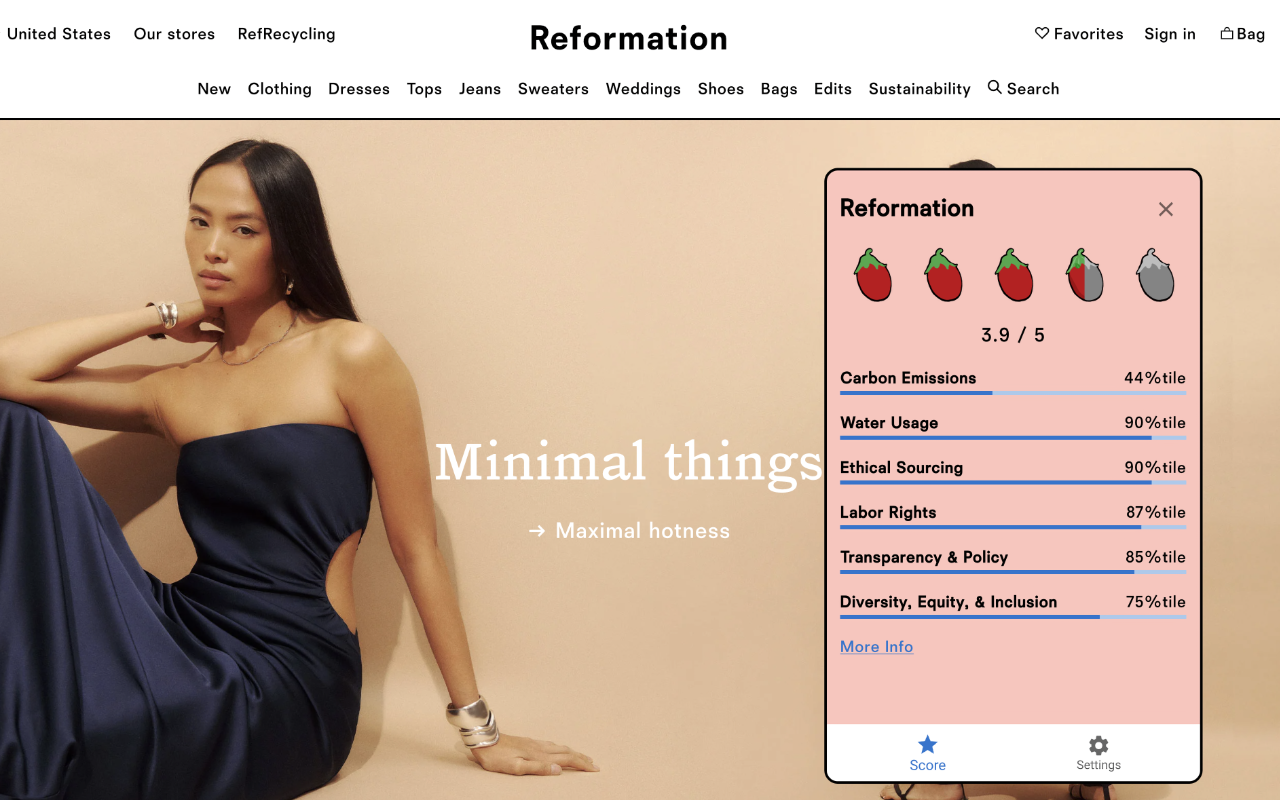 United States Our stores RefRecycling Reformation Favorites Sign in Bag
New Clothing Dresses Tops Jeans Sweaters Weddings Shoes Bags Edits Sustainability Search
Minimal things
→ Maximal hotness
Reformation
3.9 / 5
Carbon Emissions 44%tile
Water Usage 90%tile
Ethical Sourcing 90%tile
Labor Rights 87%tile
Transparency & Policy 85%tile
Diversity, Equity, & Inclusion 75%tile
More Info
Score Settings